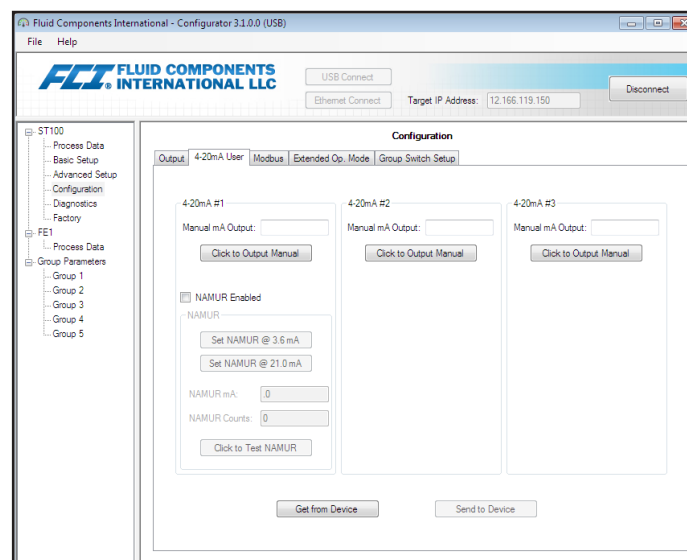 Fluid Components International - Configurator 3.1.0.0 (USB)
File Help
FCI® FLUID COMPONENTS INTERNATIONAL LLC
USB Connect
Ethernet Connect
Target IP Address: 12.166.119.150
Disconnect
ST100
Process Data
Basic Setup
Advanced Setup
Configuration
Diagnostics
Factory
FE1
Process Data
Group Parameters
Group 1
Group 2
Group 3
Group 4
Group 5
Configuration
Output 4-20mA User Modbus Extended Op. Mode Group Switch Setup
4-20mA #1
Manual mA Output:
Click to Output Manual
NAMUR Enabled
NAMUR
Set NAMUR @ 3.6 mA
Set NAMUR @ 21.0 mA
NAMUR mA: .0
NAMUR Counts: 0
Click to Test NAMUR
4-20mA #2
Manual mA Output:
Click to Output Manual
4-20mA #3
Manual mA Output:
Click to Output Manual
Get from Device
Send to Device